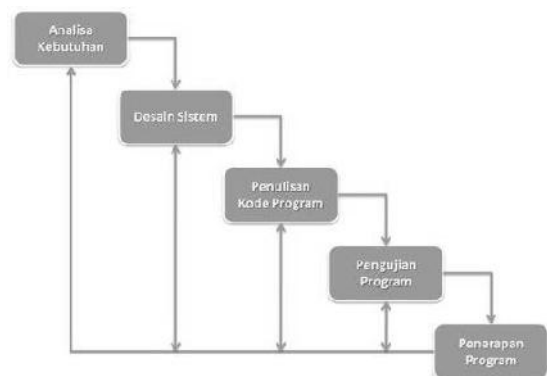 Analisa
Kebutuhan
Desain Sistem
Penulisan
Kode Program
Pengujian
Program
Penerapan
Program